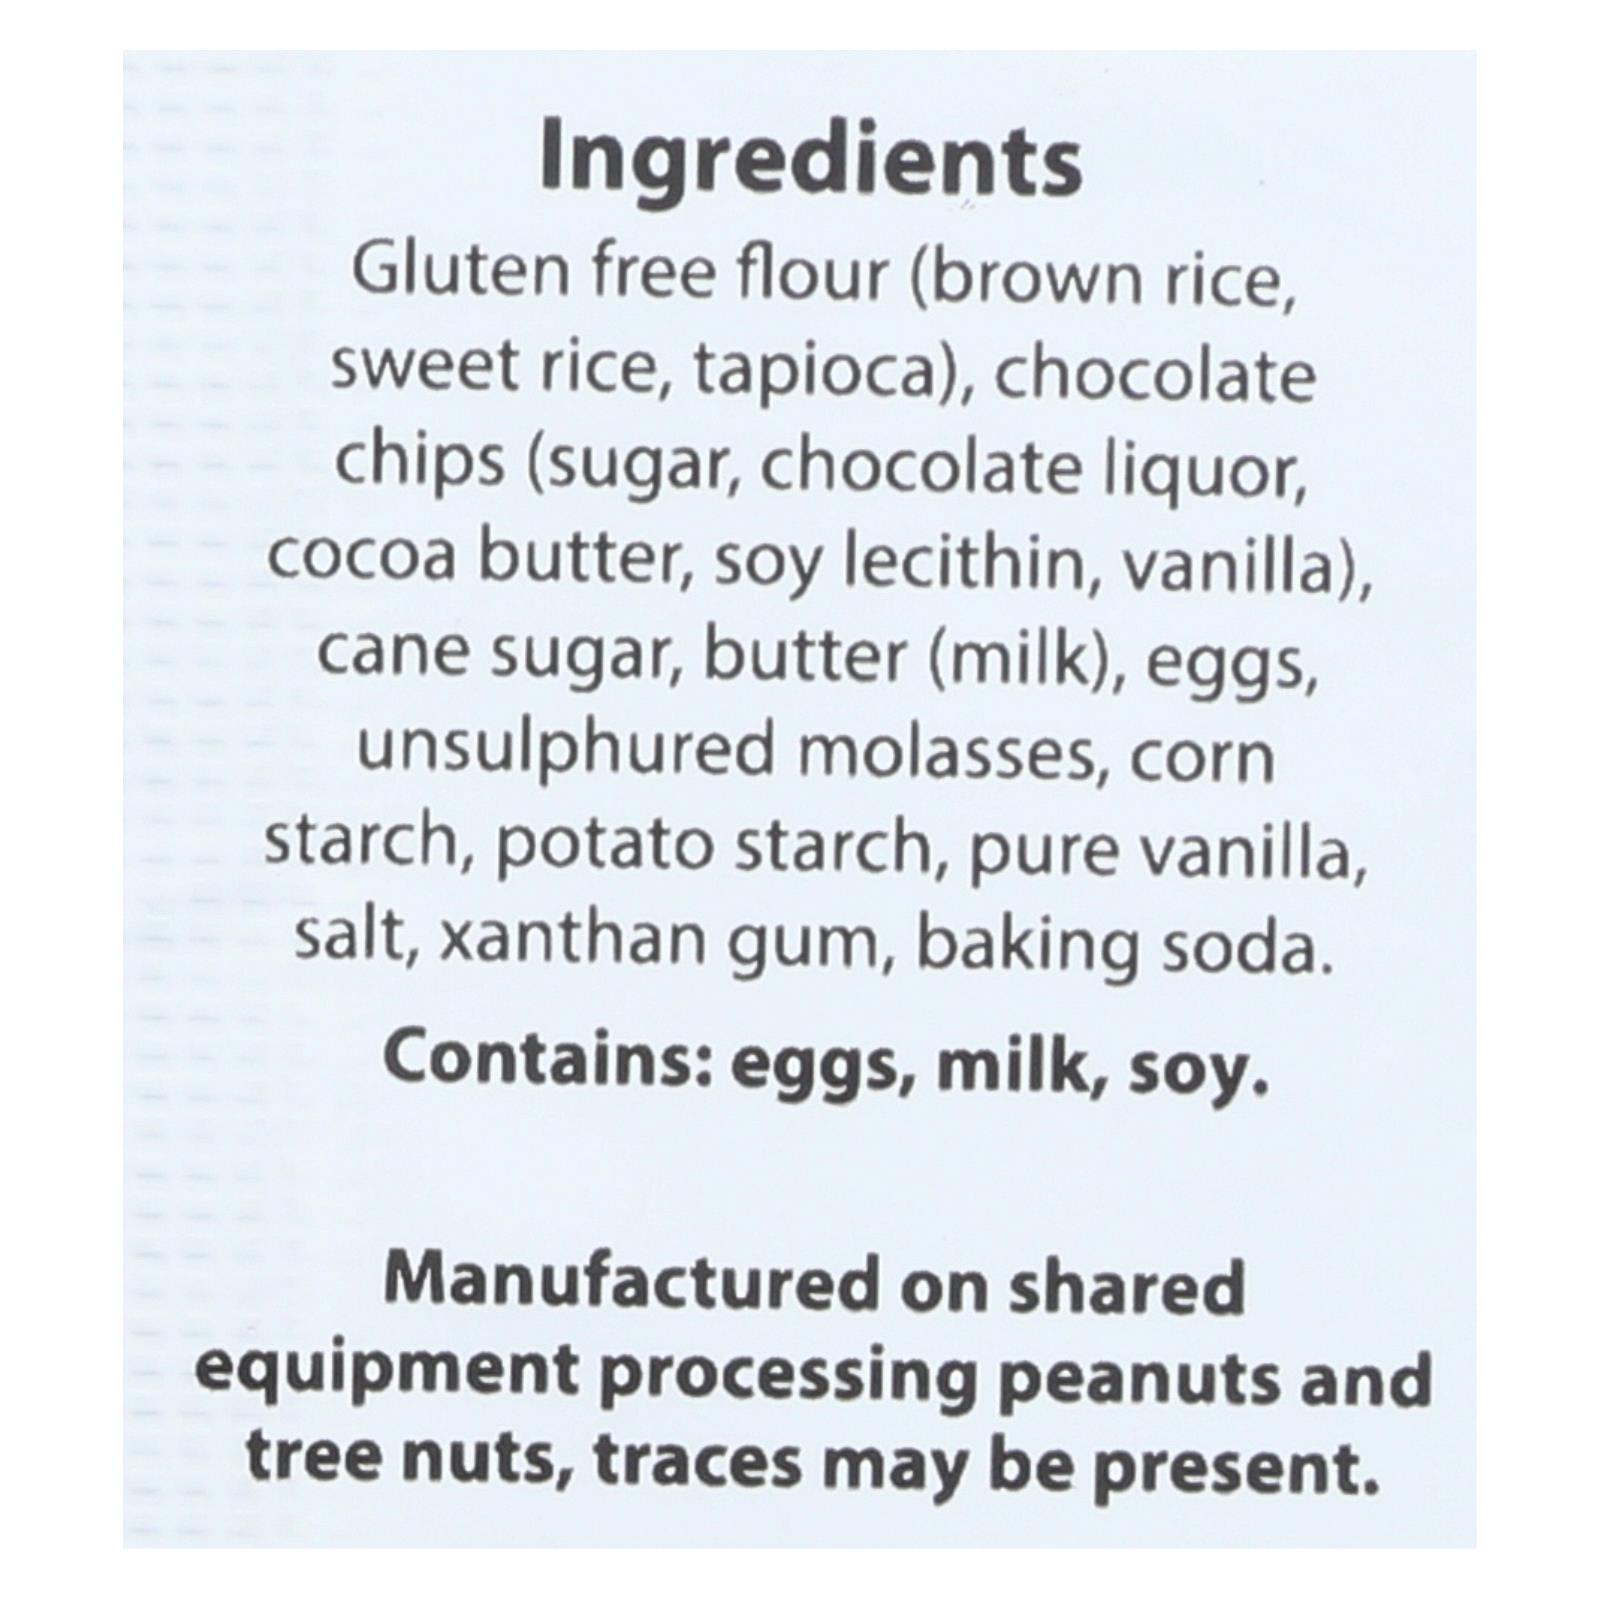 Ingredients
Gluten free flour (brown rice,
sweet rice, tapioca), chocolate
chips (sugar, chocolate liquor,
cocoa butter, soy lecithin, vanilla),
cane sugar, butter (milk), eggs,
unsulphured molasses, corn
starch, potato starch, pure vanilla,
salt, xanthan gum, baking soda.
Contains: eggs, milk, soy.
Manufactured on shared
equipment processing peanuts and
tree nuts, traces may be present.